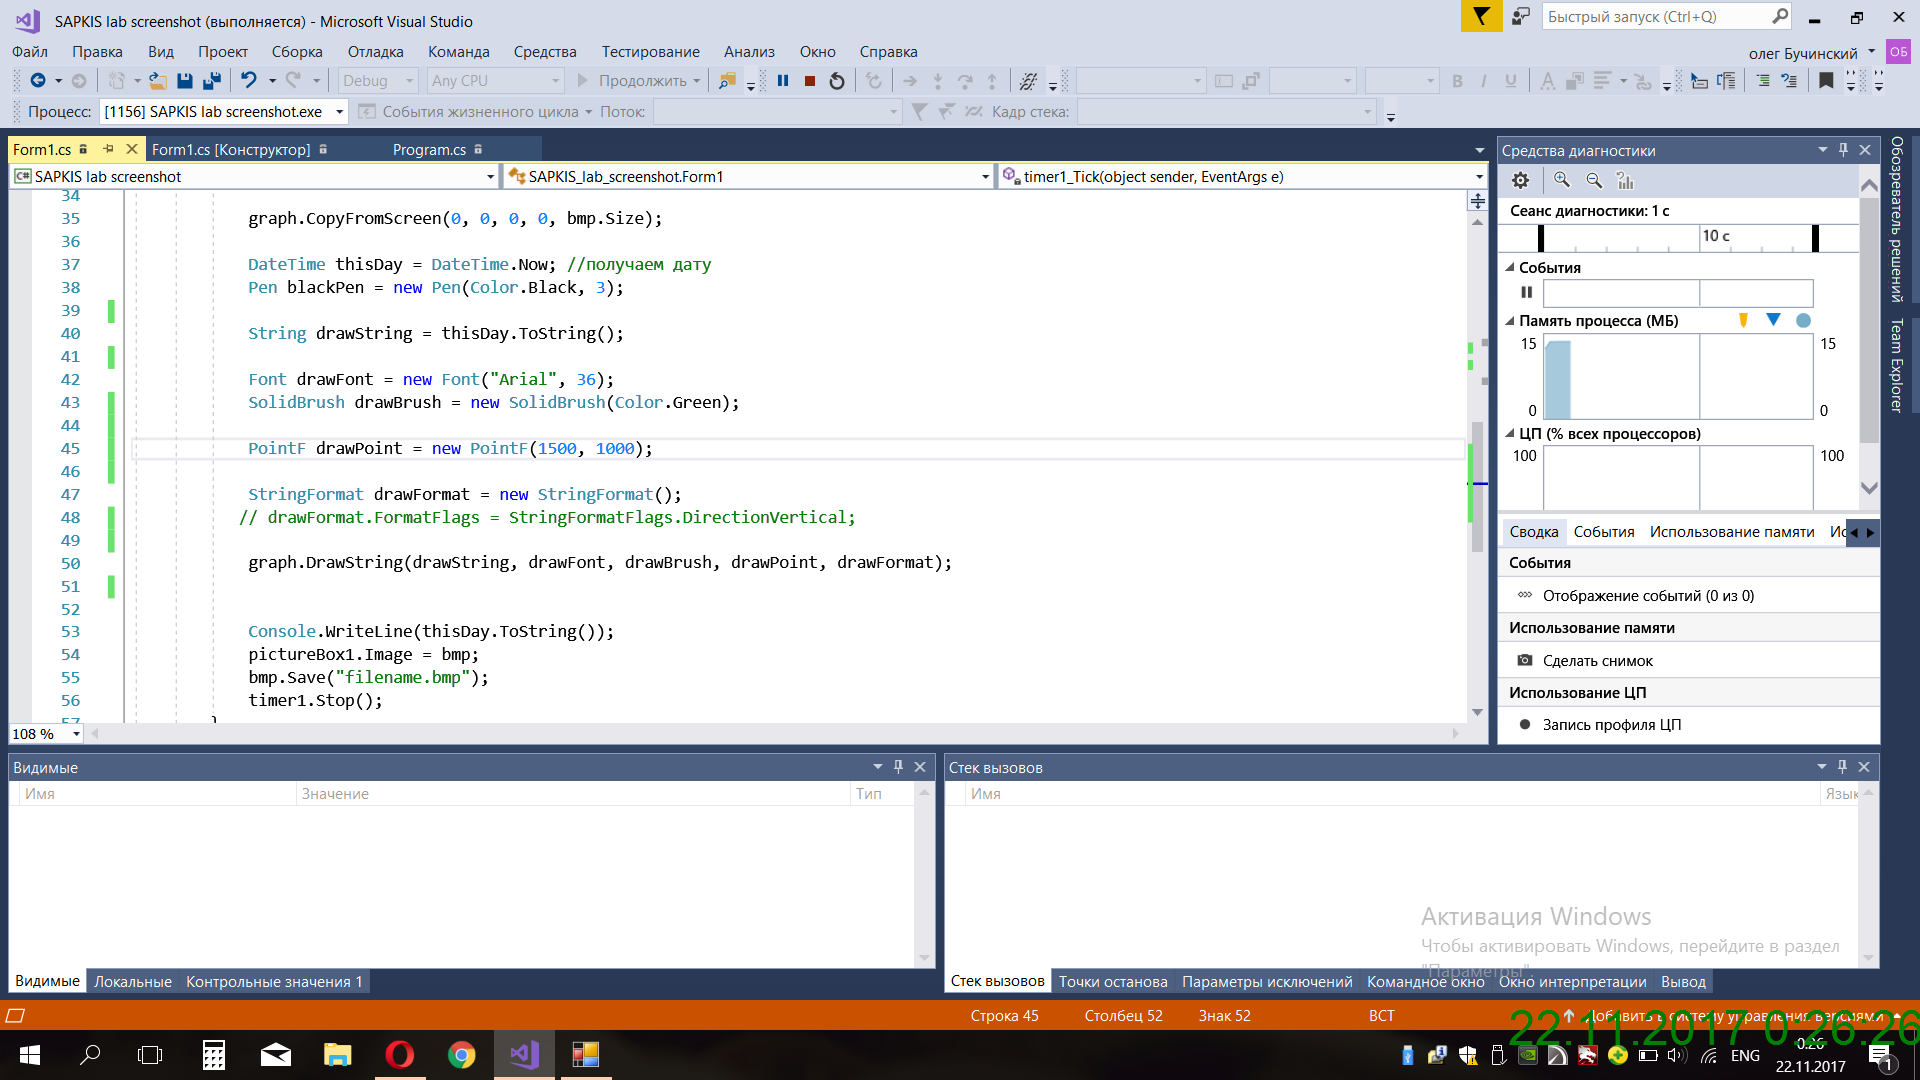 SAPKIS lab screenshot (выполняется) - Microsoft Visual Studio
Быстрый запуск (Ctrl+Q)
Файл Правка Вид Проект Сборка Отладка Команда Средства Тестирование Анализ Окно Справка
олег Бучинский ОБ
Debug Any CPU Продолжить
Процесс: [1156] SAPKIS lab screenshot.exe События жизненного цикла Поток: Кадр стека:
Form1.cs Form1.cs [Конструктор] Program.cs
SAPKIS lab screenshot SAPKIS_lab_screenshot.Form1 timer1_Tick(object sender, EventArgs e)
34
35 graph.CopyFromScreen(0, 0, 0, 0, bmp.Size);
36
37 DateTime thisDay = DateTime.Now; //получаем дату
38 Pen blackPen = new Pen(Color.Black, 3);
39
40 String drawString = thisDay.ToString();
41
42 Font drawFont = new Font("Arial", 36);
43 SolidBrush drawBrush = new SolidBrush(Color.Green);
44
45 PointF drawPoint = new PointF(1500, 1000);
46
47 StringFormat drawFormat = new StringFormat();
48 // drawFormat.FormatFlags = StringFormatFlags.DirectionVertical;
49
50 graph.DrawString(drawString, drawFont, drawBrush, drawPoint, drawFormat);
51
52
53 Console.WriteLine(thisDay.ToString());
54 pictureBox1.Image = bmp;
55 bmp.Save("filename.bmp");
56 timer1.Stop();
57 }
108 %
Средства диагностики
Сеанс диагностики: 1 с
10 с
События
Память процесса (МБ)
15 15
0 0
ЦП (% всех процессоров)
100 100
Сводка События Использование памяти Ис
События
Отображение событий (0 из 0)
Использование памяти
Сделать снимок
Использование ЦП
Запись профиля ЦП
Обозреватель решений
Team Explorer
Видимые
Имя Значение Тип
Видимые Локальные Контрольные значения 1
Стек вызовов
Имя Язык
Активация Windows
Чтобы активировать Windows, перейдите в раздел
"Параметры".
Стек вызовов Точки останова Параметры исключений Командное окно Окно интерпретации Вывод
Строка 45 Столбец 52 Знак 52 ВСТ Добавить в систему управления версиями
22.11.2017 0:26:26
ENG 0:26
22.11.2017
1